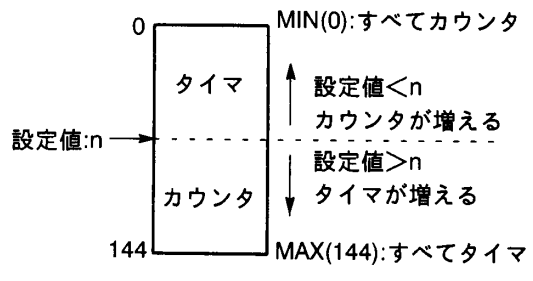 0
MIN(0):すべてカウンタ
タイマ
設定値<n
カウンタが増える
設定値:n
設定値>n
タイマが増える
カウンタ
144
MAX(144):すべてタイマ